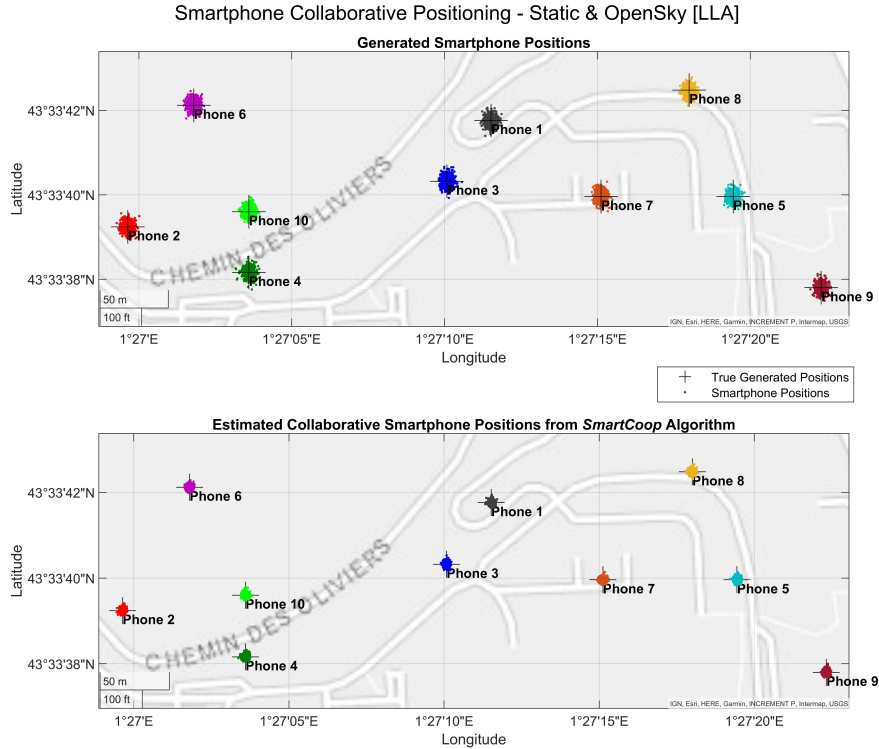 Smartphone Collaborative Positioning - Static & OpenSky [LLA]
Generated Smartphone Positions
Latitude
43°33'42"N
43°33'40"N
43°33'38"N
Phone 6
Phone 8
Phone 1
Phone 3
Phone 10
Phone 7
Phone 5
Phone 2
CHEMIN DES OLIVIERS
Phone 4
Phone 9
50 m
100 ft
IGN, Esri, HERE, Garmin, INCREMENT P, Intermap, USGS
1°27'E
1°27'05"E
1°27'10"E
1°27'15"E
1°27'20"E
Longitude
True Generated Positions
Smartphone Positions
Estimated Collaborative Smartphone Positions from SmartCoop Algorithm
Latitude
43°33'42"N
43°33'40"N
43°33'38"N
Phone 8
Phone 6
Phone 1
Phone 3
Phone 7
Phone 5
Phone 10
Phone 2
CHEMIN DES OLIVIERS
Phone 4
Phone 9
50 m
100 ft
IGN, Esri, HERE, Garmin, INCREMENT P, Intermap, USGS
1°27'E
1°27'05"E
1°27'10"E
1°27'15"E
1°27'20"E
Longitude